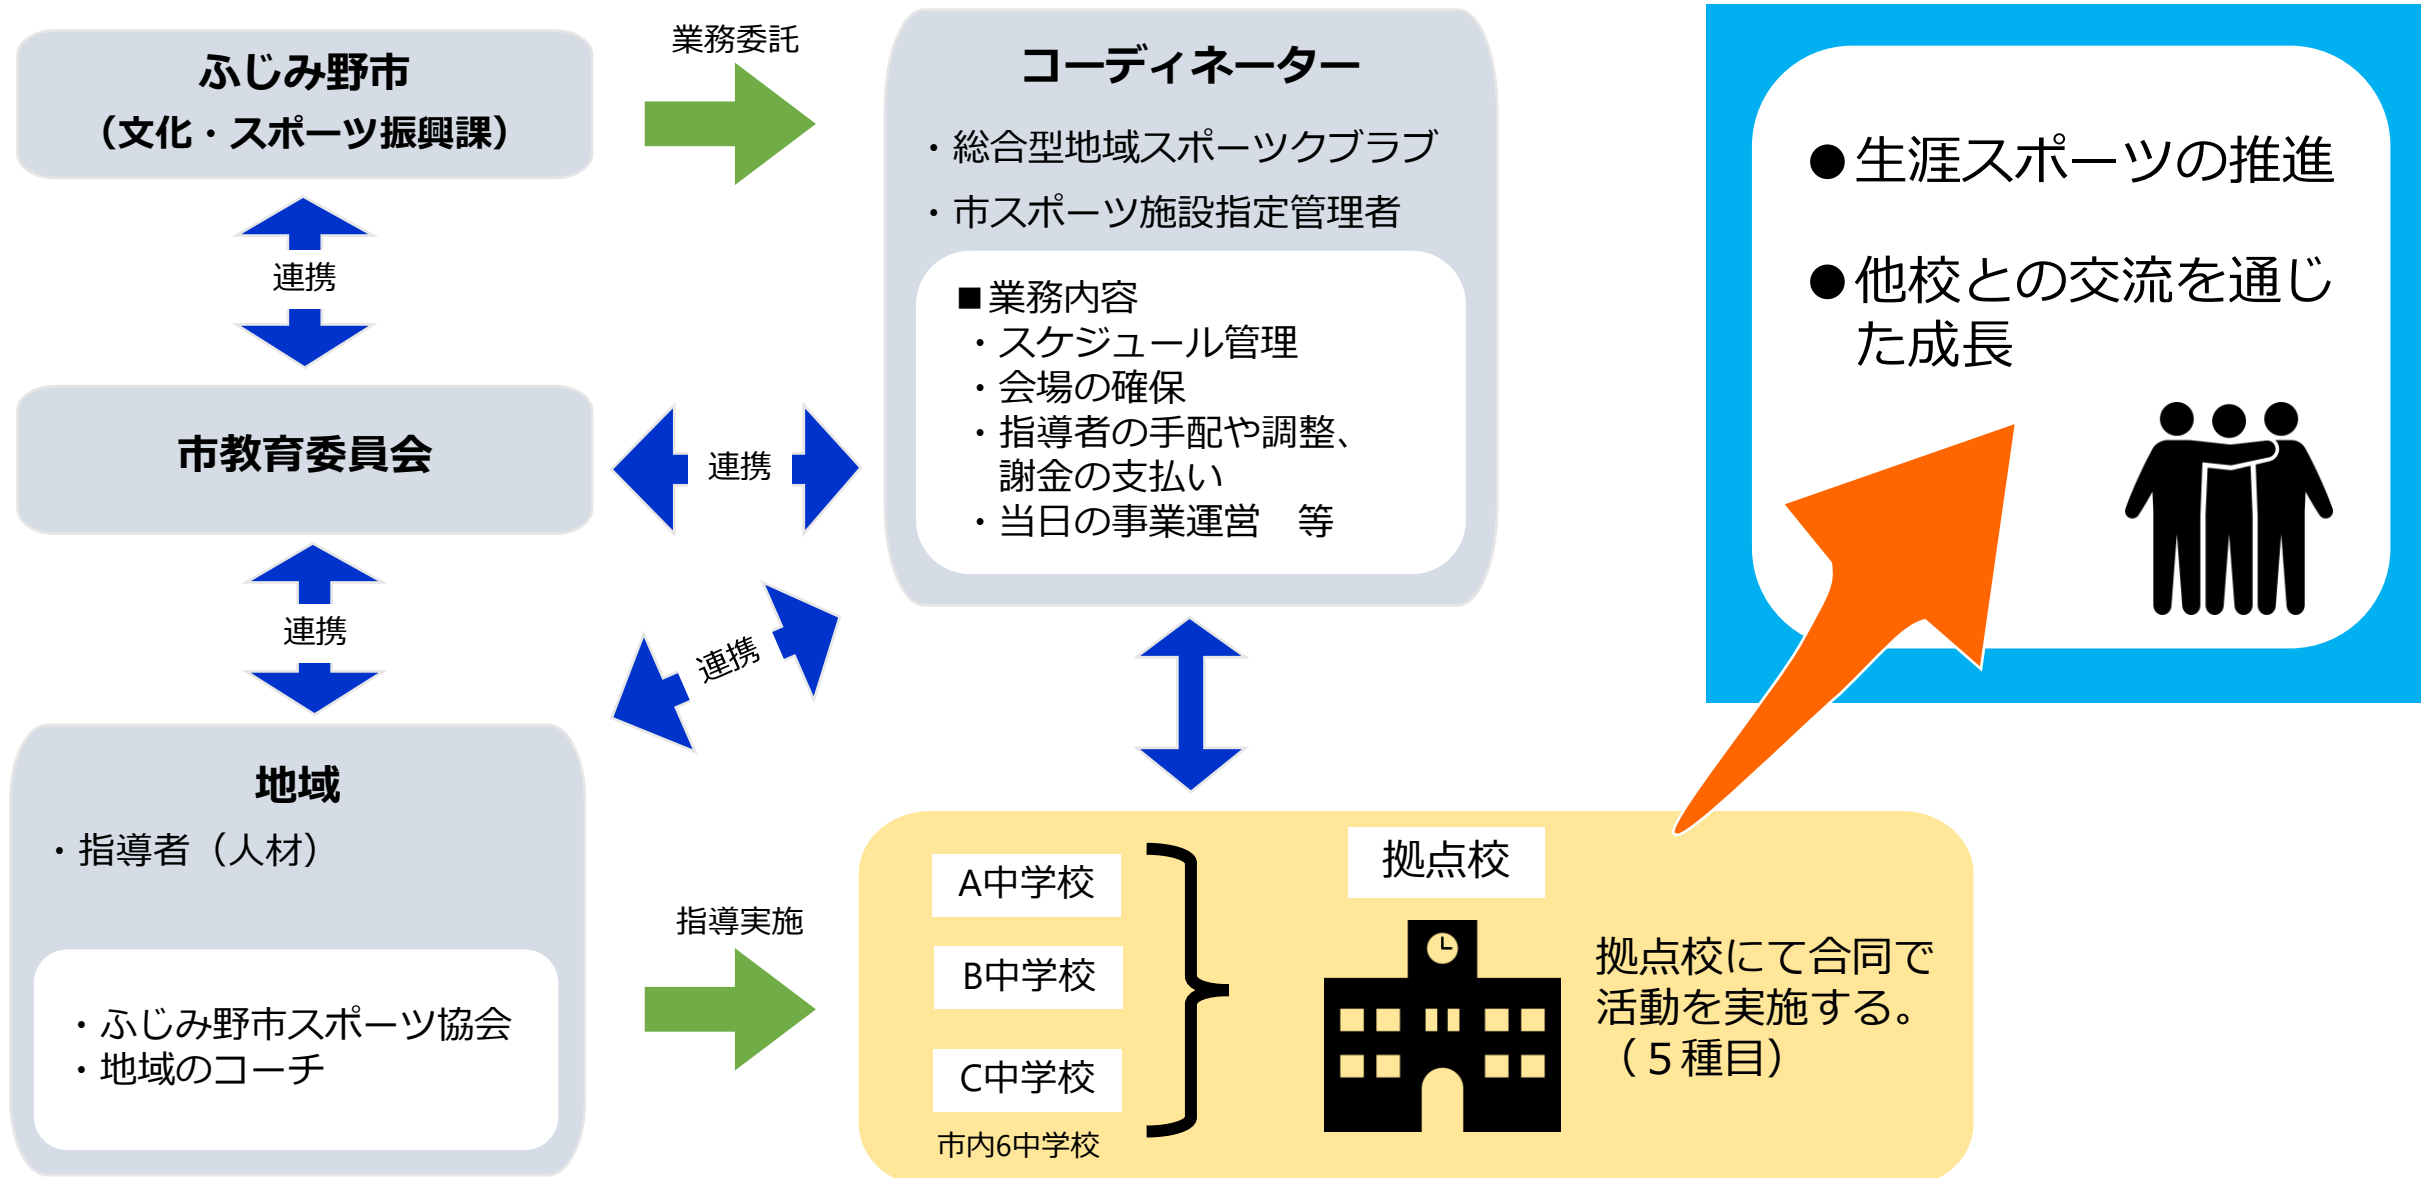 ふじみ野市
（文化・スポーツ振興課）
業務委託
コーディネーター
・総合型地域スポーツクブラブ
・市スポーツ施設指定管理者
■業務内容
・スケジュール管理
・会場の確保
・指導者の手配や調整、
謝金の支払い
・当日の事業運営　等
連携
市教育委員会
連携
連携
連携
地域
・指導者（人材）
・ふじみ野市スポーツ協会
・地域のコーチ
指導実施
A中学校
B中学校
C中学校
市内6中学校
拠点校
拠点校にて合同で
活動を実施する。
（５種目）
●生涯スポーツの推進
●他校との交流を通じ
た成長